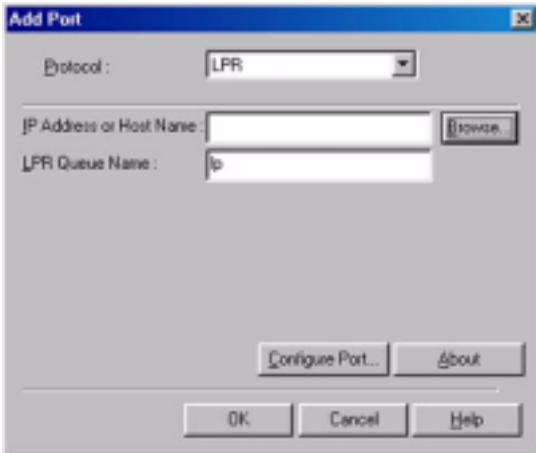 Add Port
Protocol : LPR
IP Address or Host Name : Browse...
LPR Queue Name : lp
Configure Port... About
OK Cancel Help